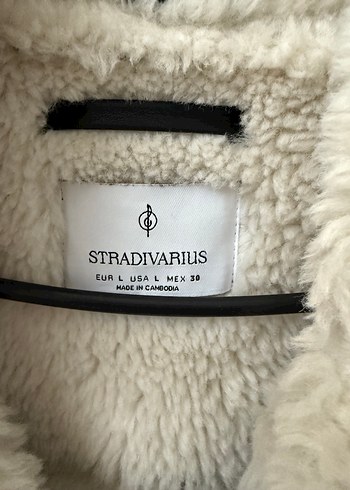 STRADIVARIUS
EUR L USA L MEX 30
MADE IN CAMBODIA